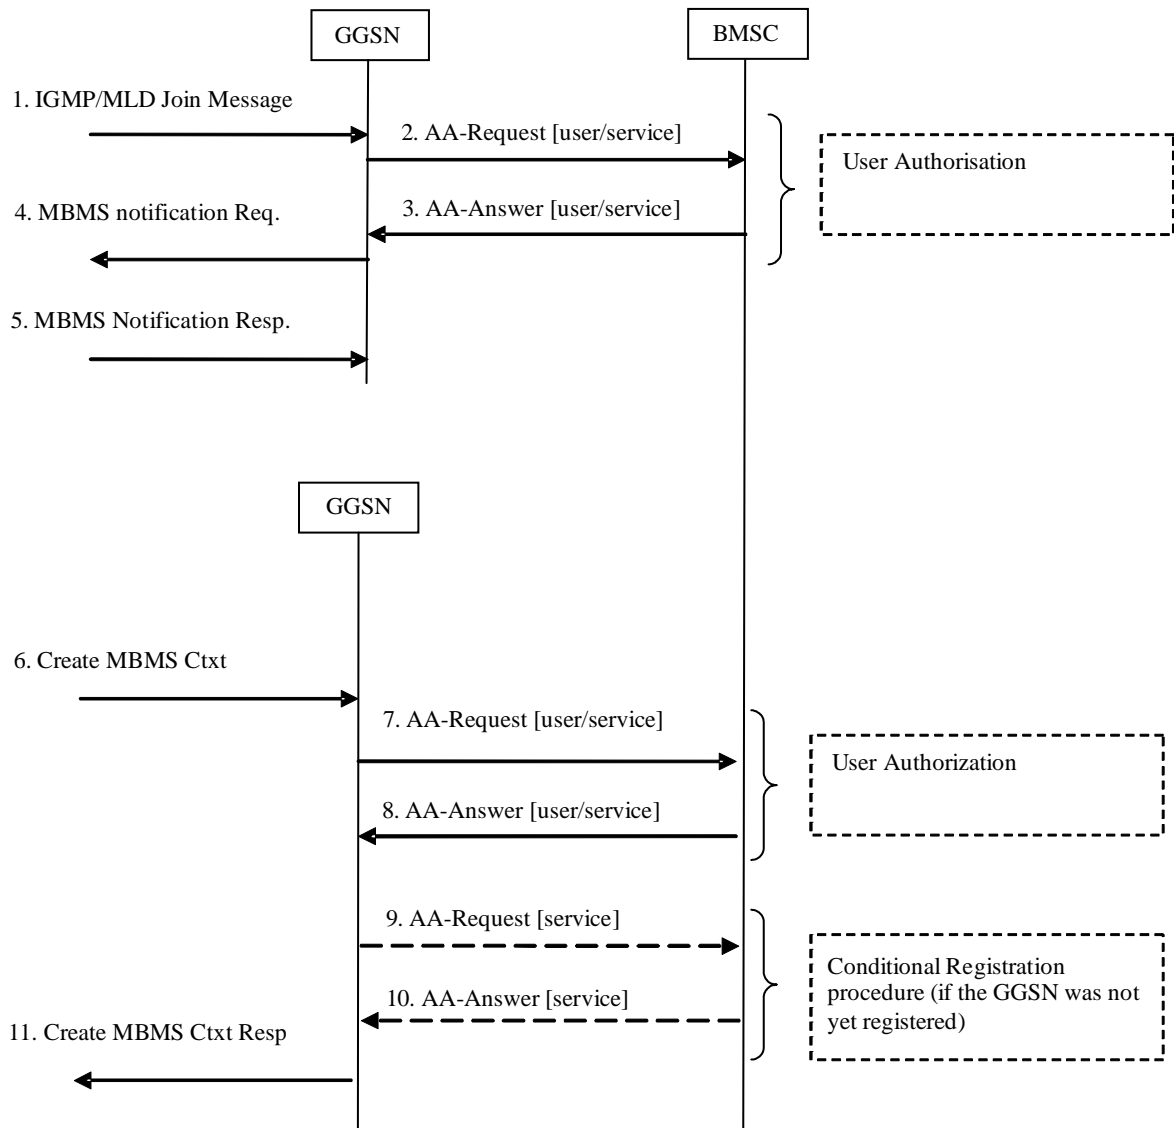 GGSN
BMSC
1. IGMP/MLD Join Message
2. AA-Request [user/service]
User Authorisation
3. AA-Answer [user/service]
4. MBMS notification Req.
5. MBMS Notification Resp.
GGSN
6. Create MBMS Ctxt
7. AA-Request [user/service]
User Authorization
8. AA-Answer [user/service]
9. AA-Request [service]
Conditional Registration
procedure (if the GGSN was not
yet registered)
10. AA-Answer [service]
11. Create MBMS Ctxt Resp